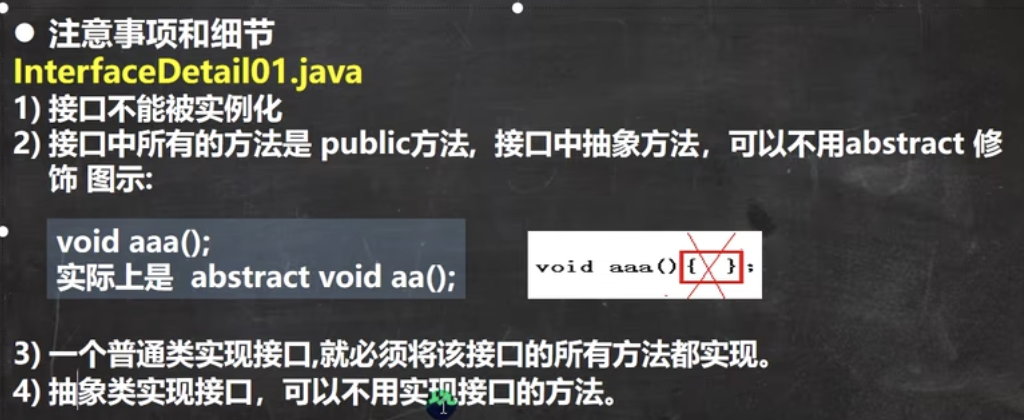 ● 注意事项和细节
InterfaceDetail01.java
1) 接口不能被实例化
2) 接口中所有的方法是 public方法, 接口中抽象方法，可以不用abstract 修
饰 图示:
void aaa();
实际上是 abstract void aa();
void aaa(){ };
3) 一个普通类实现接口,就必须将该接口的所有方法都实现。
4) 抽象类实现接口，可以不用实现接口的方法。